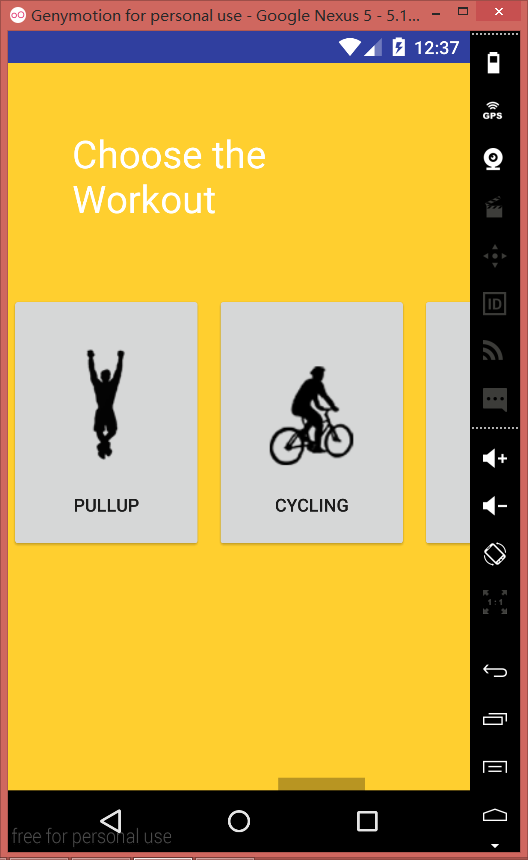 Genymotion for personal use - Google Nexus 5 - 5.1...
12:37
GPS
Choose the
Workout
ID
PULLUP
CYCLING
1:1
free for personal use